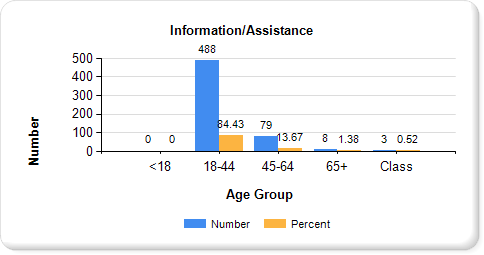 Information/Assistance
Number
500
400
300
200
100
0
0 0
488 84.43
79 13.67
8 1.38
3 0.52
<18 18-44 45-64 65+ Class
Age Group
Number Percent